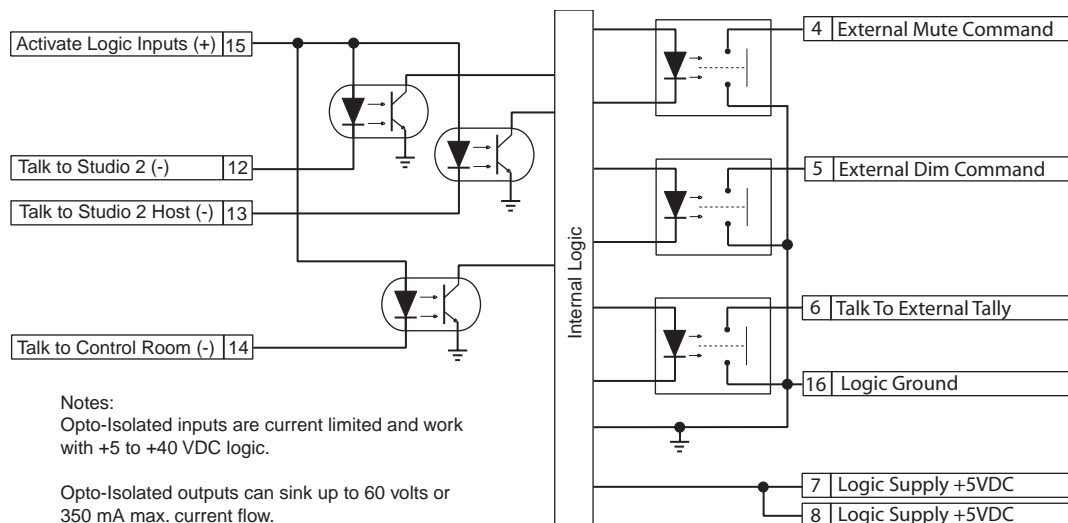 Activate Logic Inputs (+) 15
Talk to Studio 2 (-) 12
Talk to Studio 2 Host (-) 13
Talk to Control Room (-) 14
Notes:
Opto-Isolated inputs are current limited and work
with +5 to +40 VDC logic.
Opto-Isolated outputs can sink up to 60 volts or
350 mA max. current flow.
Internal Logic
4 External Mute Command
5 External Dim Command
6 Talk To External Tally
16 Logic Ground
7 Logic Supply +5VDC
8 Logic Supply +5VDC